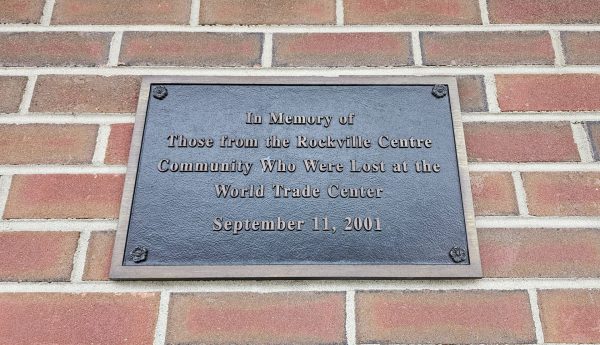 In Memory of
Those from the Rockville Centre
Community Who Were Lost at the
World Trade Center
September 11, 2001